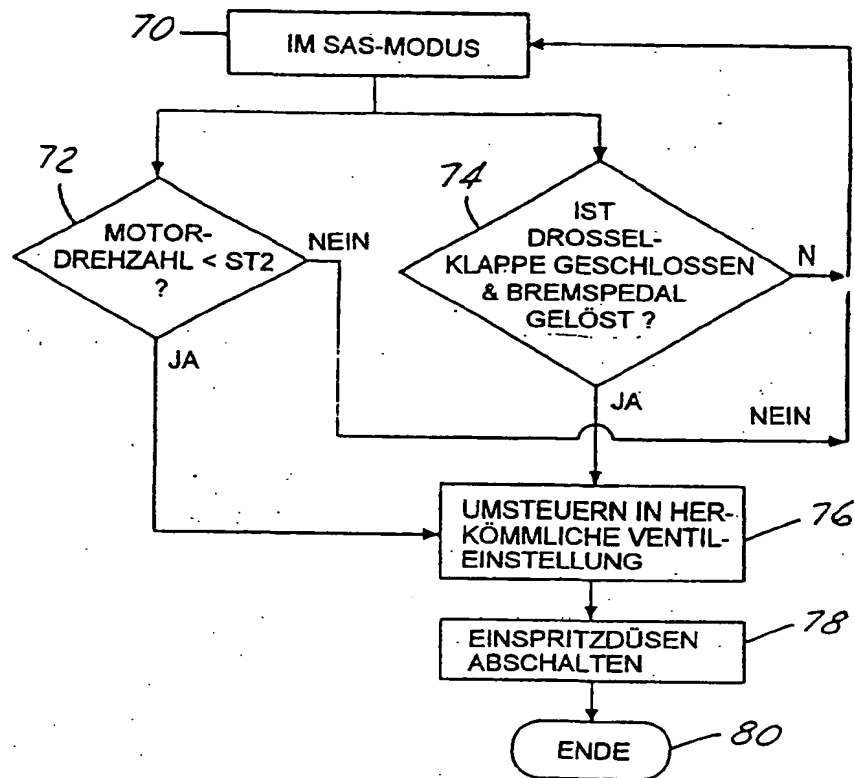 70
IM SAS-MODUS
72
MOTOR-
DREHZAHL < ST2
?
NEIN
JA
74
IST
DROSSEL-
KLAPPE GESCHLOSSEN
& BREMSPEDAL
GELÖST ?
N
JA
NEIN
UMSTEUERN IN HER-
KÖMMLICHE VENTIL-
EINSTELLUNG
76
EINSPRITZDÜSEN
ABSCHALTEN
78
ENDE
80